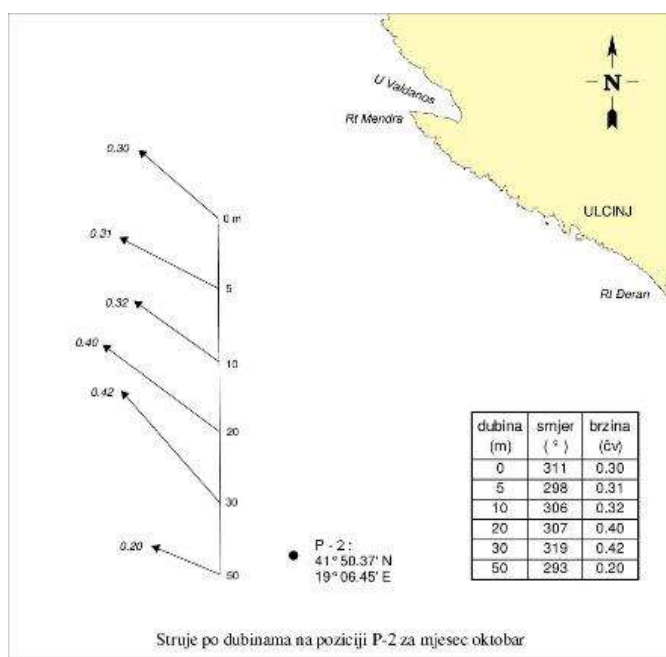 U Valdanos
Rt Mendra
N
ULCINJ
Rt Đeran
0.30
0 m
0.31
5
0.32
10
0.40
20
0.42
30
0.20
50
P - 2 :
41° 50.37' N
19° 06.45' E
dubina smjer brzina
(m) ( ° ) (čv)
0 311 0.30
5 298 0.31
10 306 0.32
20 307 0.40
30 319 0.42
50 293 0.20
Struje po dubinama na poziciji P-2 za mjesec oktobar